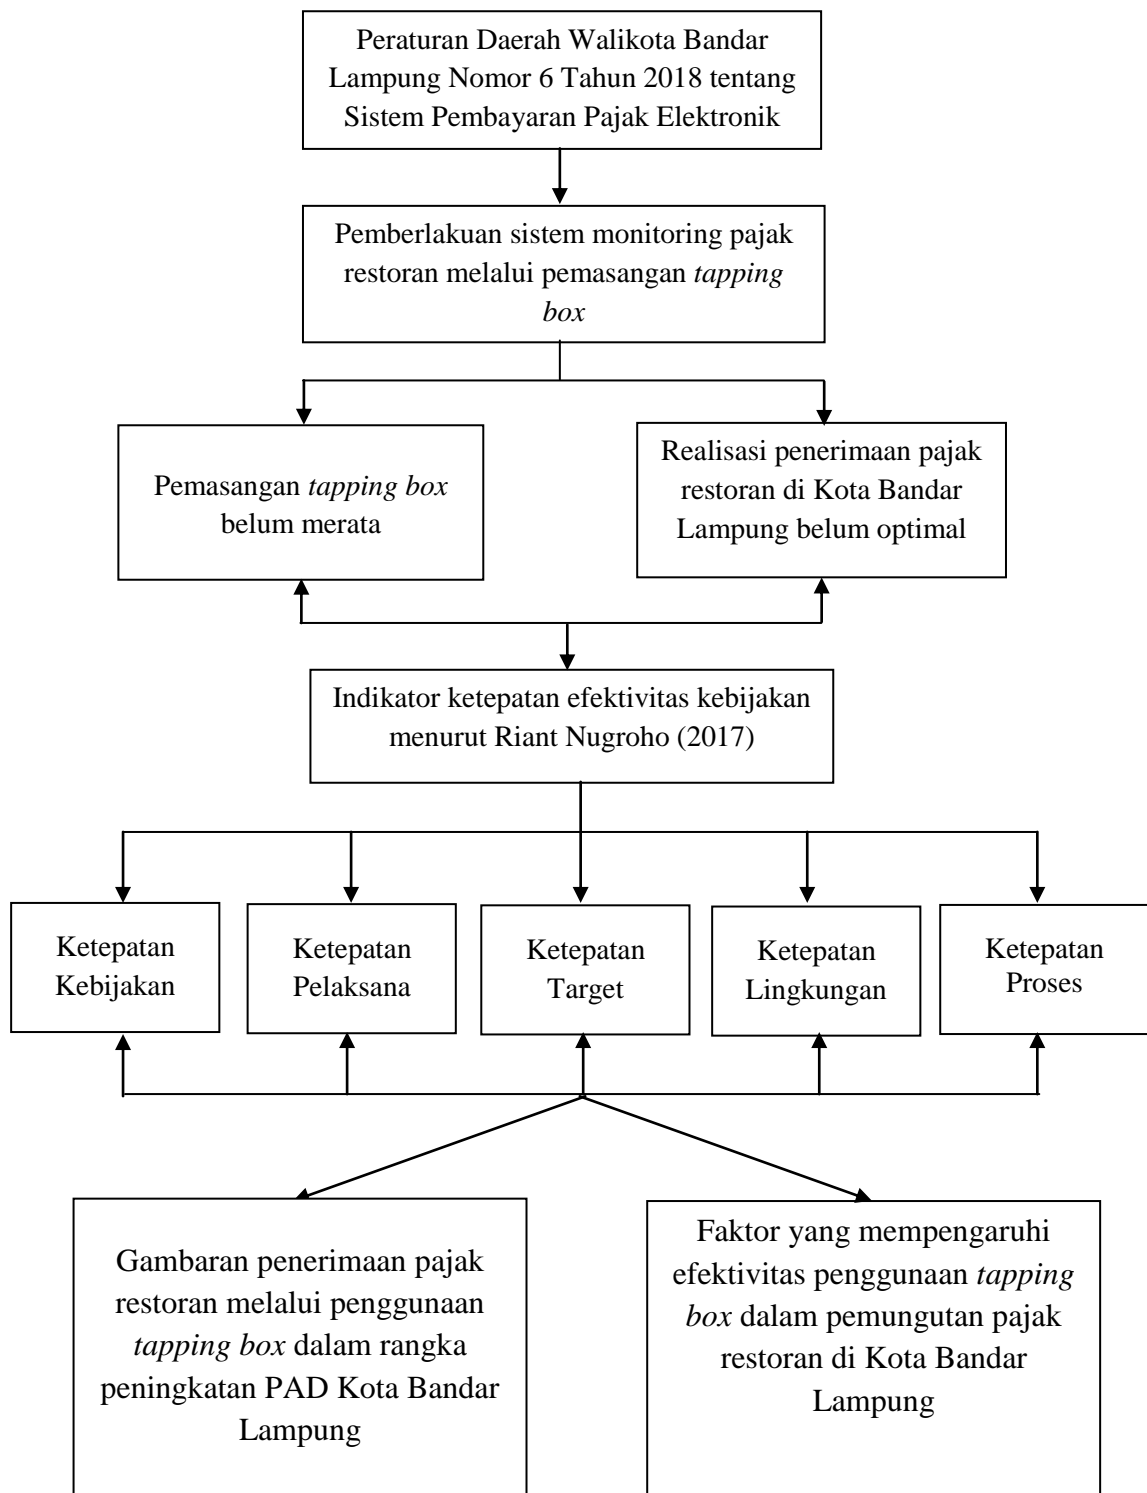 Peraturan Daerah Walikota Bandar
Lampung Nomor 6 Tahun 2018 tentang
Sistem Pembayaran Pajak Elektronik
Pemberlakuan sistem monitoring pajak
restoran melalui pemasangan tapping
box
Pemasangan tapping box
belum merata
Realisasi penerimaan pajak
restoran di Kota Bandar
Lampung belum optimal
Indikator ketepatan efektivitas kebijakan
menurut Riant Nugroho (2017)
Ketepatan
Kebijakan
Ketepatan
Pelaksana
Ketepatan
Target
Ketepatan
Lingkungan
Ketepatan
Proses
Gambaran penerimaan pajak
restoran melalui penggunaan
tapping box dalam rangka
peningkatan PAD Kota Bandar
Lampung
Faktor yang mempengaruhi
efektivitas penggunaan tapping
box dalam pemungutan pajak
restoran di Kota Bandar
Lampung